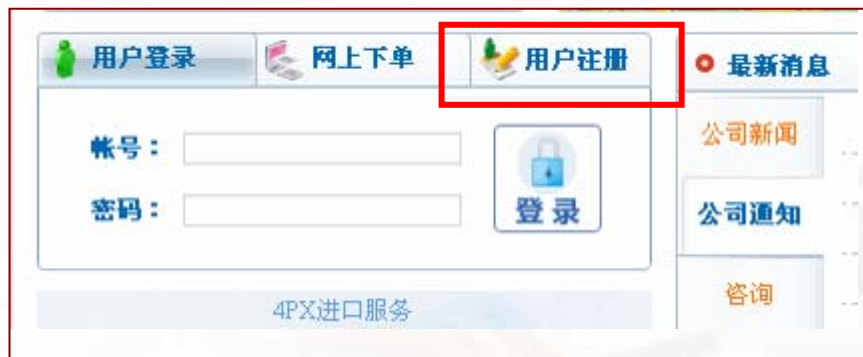 用户登录 网上下单 用户注册
帐号：
密码：
登录
4PX进口服务
最新消息
公司新闻
公司通知
咨询